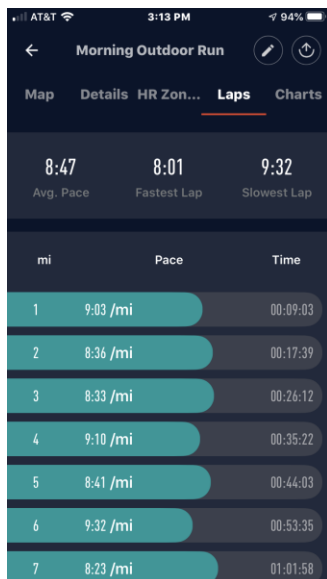 AT&T 3:13 PM 94%
Morning Outdoor Run
Map Details HR Zon... Laps Charts
8:47 8:01 9:32
Avg. Pace Fastest Lap Slowest Lap
mi Pace Time
1 9:03 /mi 00:09:03
2 8:36 /mi 00:17:39
3 8:33 /mi 00:26:12
4 9:10 /mi 00:35:22
5 8:41 /mi 00:44:03
6 9:32 /mi 00:53:35
7 8:23 /mi 01:01:58